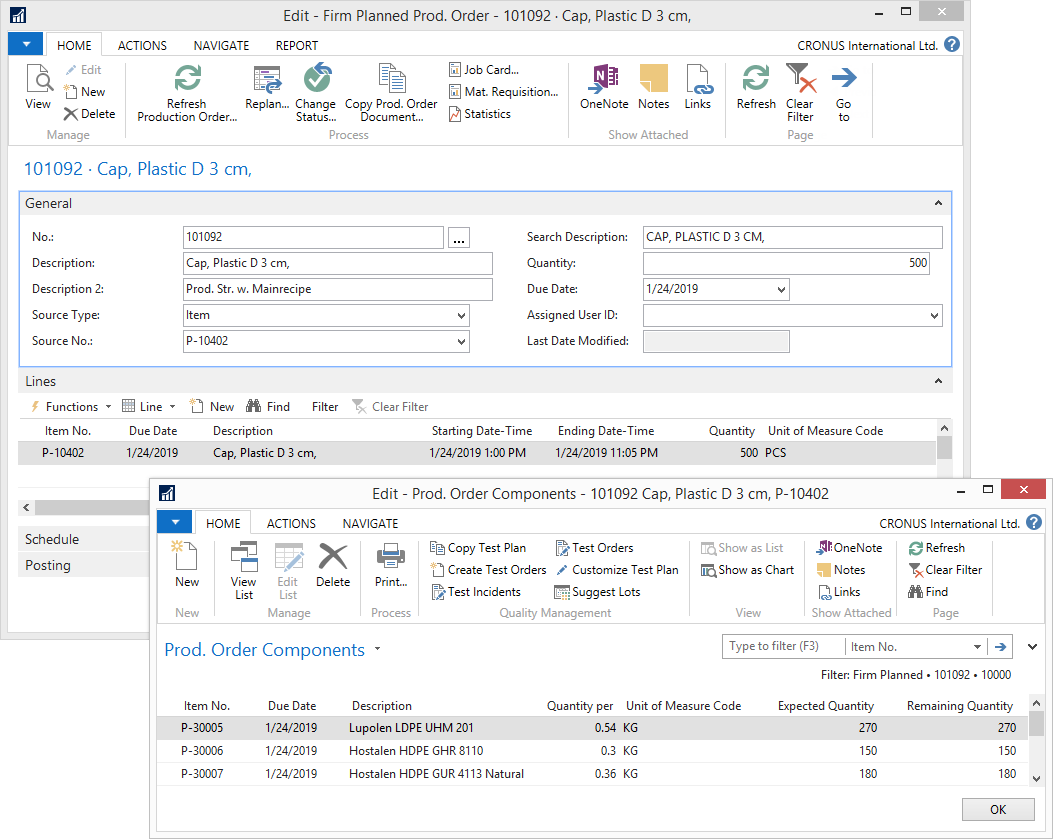 Edit - Firm Planned Prod. Order - 101092 · Cap, Plastic D 3 cm,
HOME ACTIONS NAVIGATE REPORT CRONUS International Ltd. ?
View Edit New Delete
Manage
Refresh Production Order...
Replan...
Change Status...
Copy Prod. Order Document...
Job Card...
Mat. Requisition...
Statistics
Process
OneNote Notes Links
Show Attached
Refresh
Clear Filter
Go to
Page
101092 · Cap, Plastic D 3 cm,
General
No.: 101092 ...
Description: Cap, Plastic D 3 cm,
Description 2: Prod. Str. w. Mainrecipe
Source Type: Item
Source No.: P-10402
Search Description: CAP, PLASTIC D 3 CM,
Quantity: 500
Due Date: 1/24/2019
Assigned User ID:
Last Date Modified:
Lines
Functions Line New Find Filter Clear Filter
Item No. Due Date Description Starting Date-Time Ending Date-Time Quantity Unit of Measure Code
P-10402 1/24/2019 Cap, Plastic D 3 cm, 1/24/2019 1:00 PM 1/24/2019 11:05 PM 500 PCS
Schedule
Posting
Edit - Prod. Order Components - 101092 Cap, Plastic D 3 cm, P-10402
HOME ACTIONS NAVIGATE CRONUS International Ltd. ?
New
New
View List
Edit List
Delete
Manage
Print...
Process
Copy Test Plan
Create Test Orders
Test Incidents
Test Orders
Customize Test Plan
Suggest Lots
Quality Management
Show as List
Show as Chart
View
OneNote
Notes
Links
Show Attached
Refresh
Clear Filter
Find
Page
Prod. Order Components
Type to filter (F3) Item No.
Filter: Firm Planned • 101092 • 10000
Item No. Due Date Description Quantity per Unit of Measure Code Expected Quantity Remaining Quantity
P-30005 1/24/2019 Lupolen LDPE UHM 201 0.54 KG 270 270
P-30006 1/24/2019 Hostalen HDPE GHR 8110 0.3 KG 150 150
P-30007 1/24/2019 Hostalen HDPE GUR 4113 Natural 0.36 KG 180 180
OK